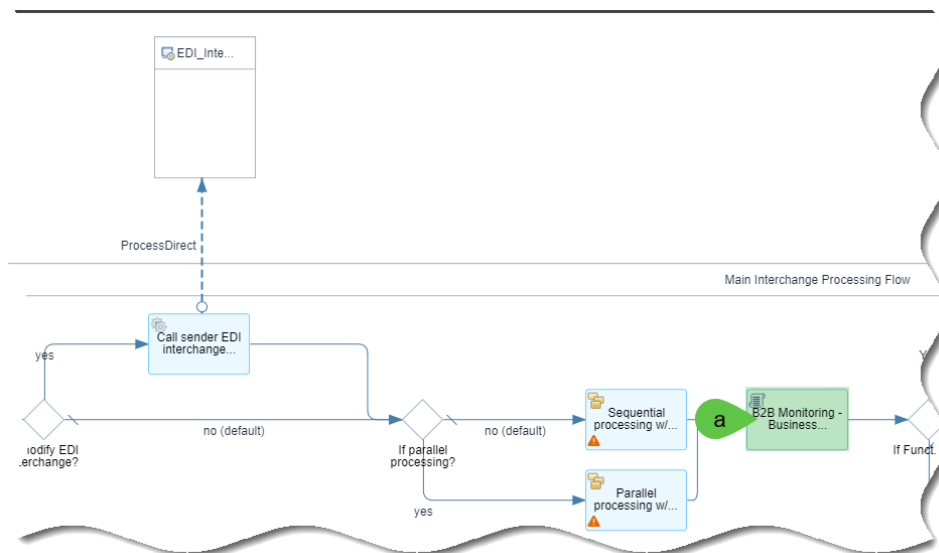 EDI_Inte...
ProcessDirect
Main Interchange Processing Flow
Call sender EDI
interchange...
yes
no (default)
If parallel
processing?
no (default)
yes
Sequential
processing w/...
Parallel
processing w/...
a
B2B Monitoring -
Business...
If Funct.
Y
odify EDI
erchange?